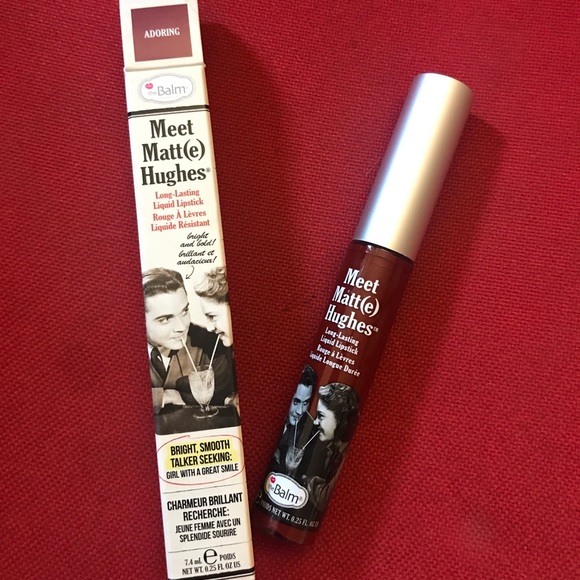 ADORING
theBalm®
Meet
Matt(e)
Hughes®
Long-Lasting
Liquid Lipstick
Rouge À Lèvres
Liquide Résistant
bright
and bold!
brillant et
audacieux!
BRIGHT, SMOOTH
TALKER SEEKING:
GIRL WITH A GREAT SMILE
CHARMEUR BRILLANT
RECHERCHE:
JEUNE FEMME AVEC UN
SPLENDIDE SOURIRE
7.4 mL e POIDS
NET WT. 0.25 FL OZ US
Meet
Matt(e)
Hughes™
Long-Lasting
Liquid Lipstick
Rouge à Lèvres
Liquide Longue Durée
theBalm®
POIDS NET WT. 0.25 FL. OZ